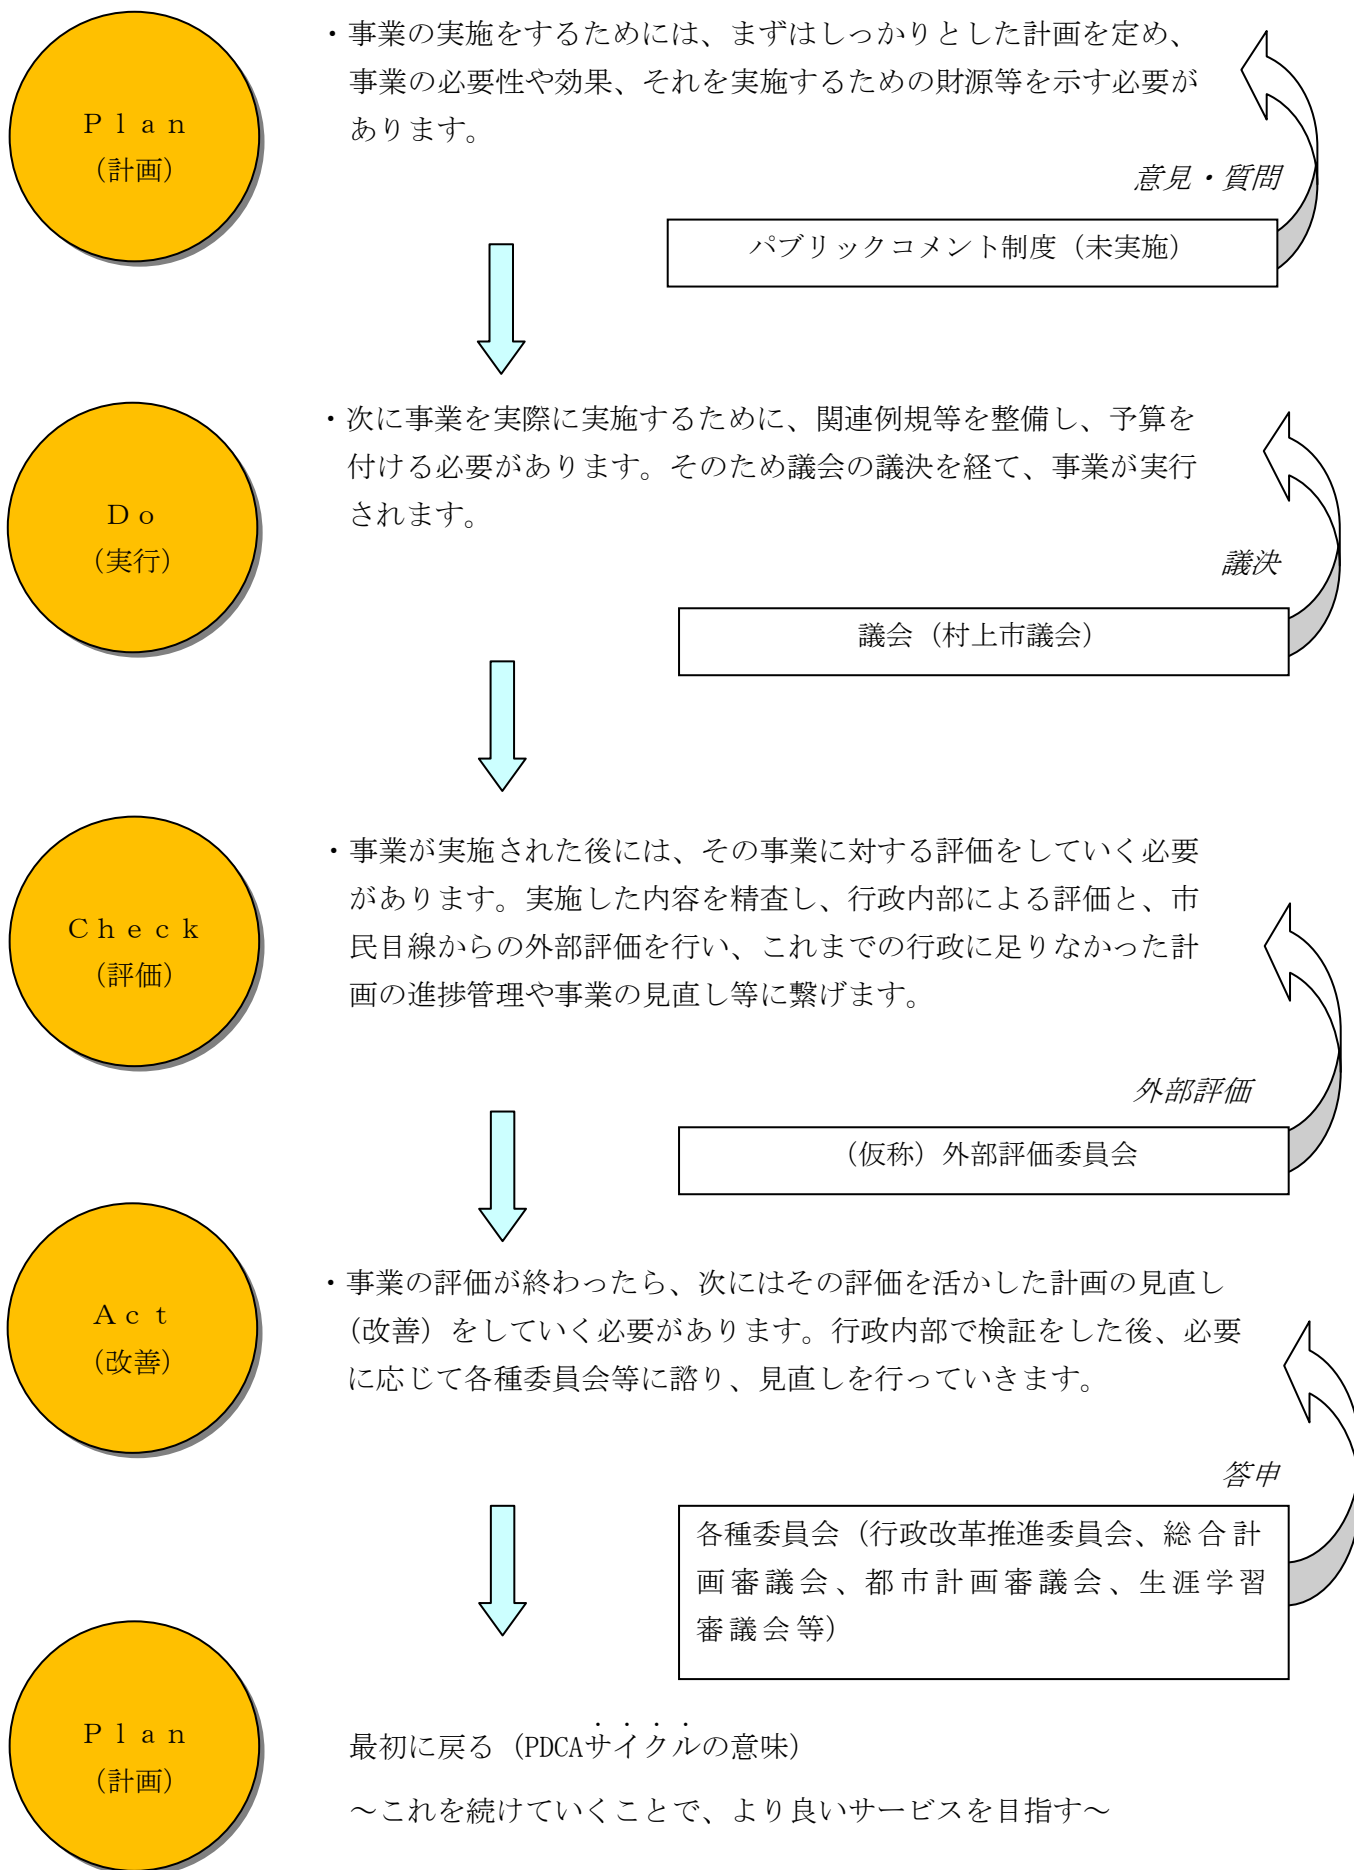 Ｐｌａｎ
（計画）
・事業の実施をするためには、まずはしっかりとした計画を定め、
事業の必要性や効果、それを実施するための財源等を示す必要が
あります。
意見・質問
パブリックコメント制度（未実施）
Ｄｏ
（実行）
・次に事業を実際に実施するために、関連例規等を整備し、予算を
付ける必要があります。そのため議会の議決を経て、事業が実行
されます。
議決
議会（村上市議会）
Ｃｈｅｃｋ
（評価）
・事業が実施された後には、その事業に対する評価をしていく必要
があります。実施した内容を精査し、行政内部による評価と、市
民目線からの外部評価を行い、これまでの行政に足りなかった計
画の進捗管理や事業の見直し等に繋げます。
外部評価
（仮称）外部評価委員会
Ａｃｔ
（改善）
・事業の評価が終わったら、次にはその評価を活かした計画の見直し
（改善）をしていく必要があります。行政内部で検証をした後、必要
に応じて各種委員会等に諮り、見直しを行っていきます。
答申
各種委員会（行政改革推進委員会、総合計
画審議会、都市計画審議会、生涯学習
審議会等）
Ｐｌａｎ
（計画）
最初に戻る（PDCAサイクルの意味）
～これを続けていくことで、より良いサービスを目指す～